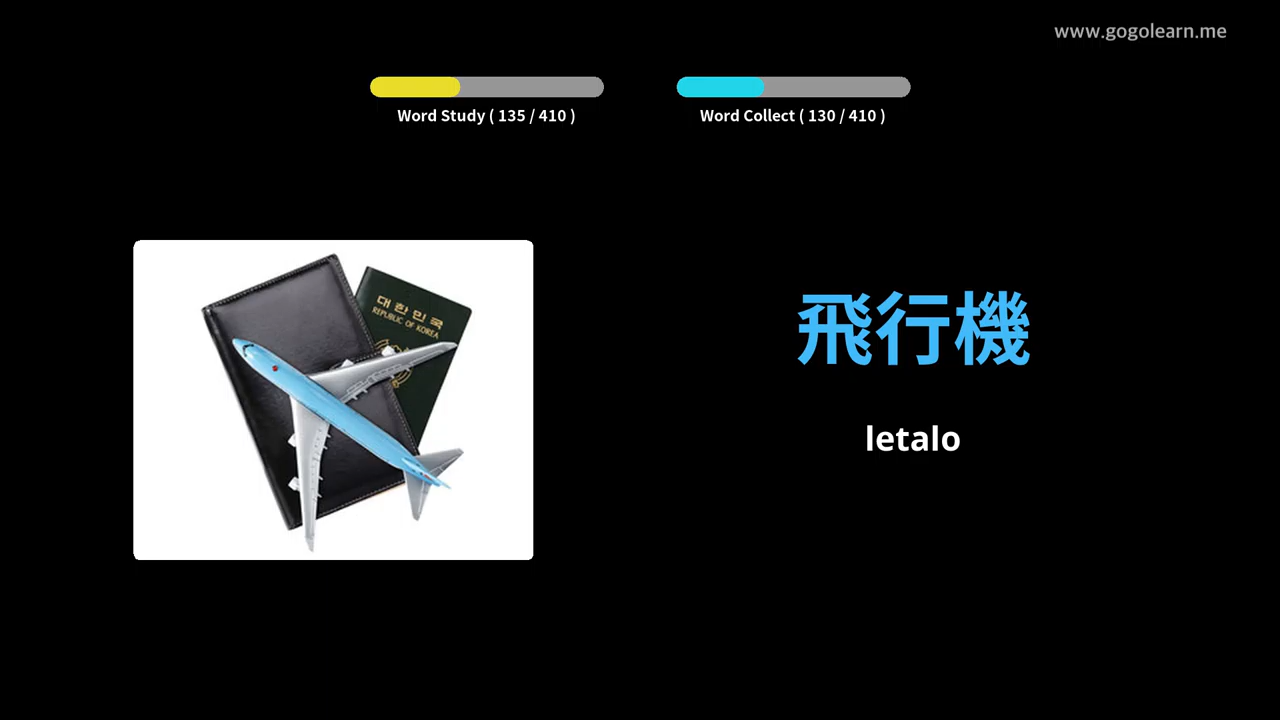 www.gogolearn.me
Word Study ( 135 / 410 )
Word Collect ( 130 / 410 )
대한민국
REPUBLIC OF KOREA
飛行機
letalo